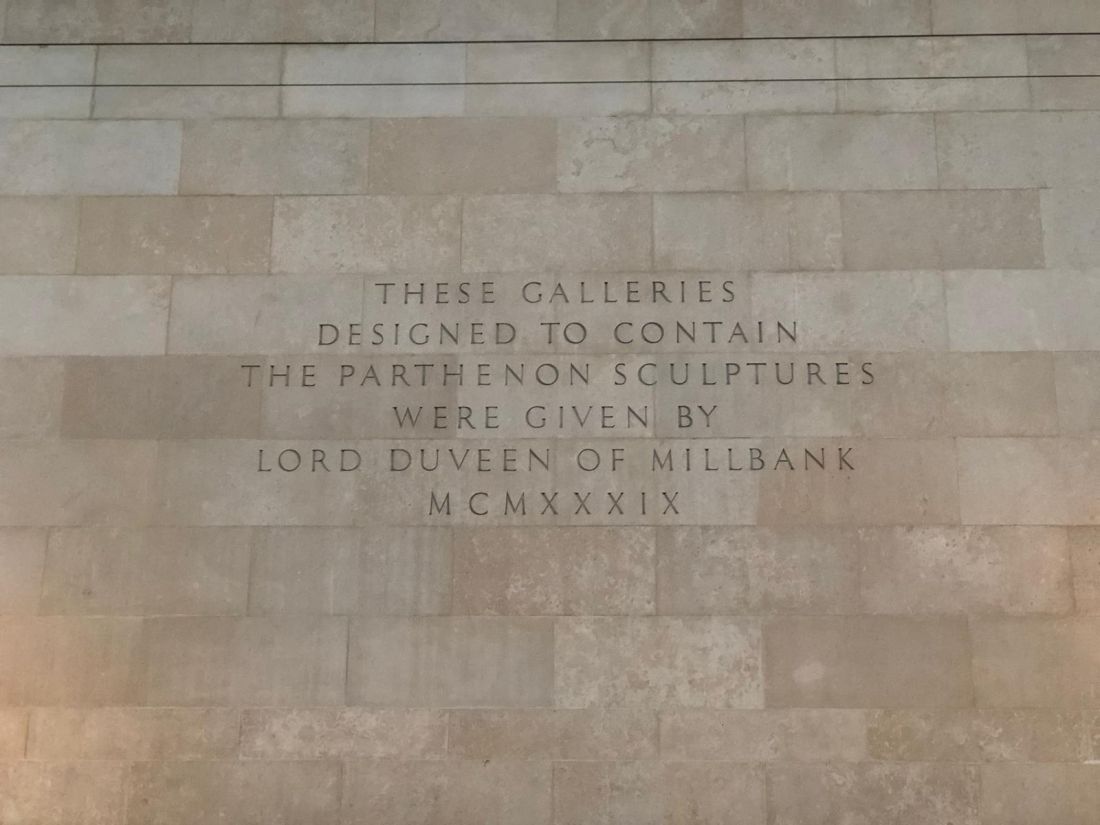 THESE GALLERIES
DESIGNED TO CONTAIN
THE PARTHENON SCULPTURES
WERE GIVEN BY
LORD DUVEEN OF MILLBANK
MCMXXXIX